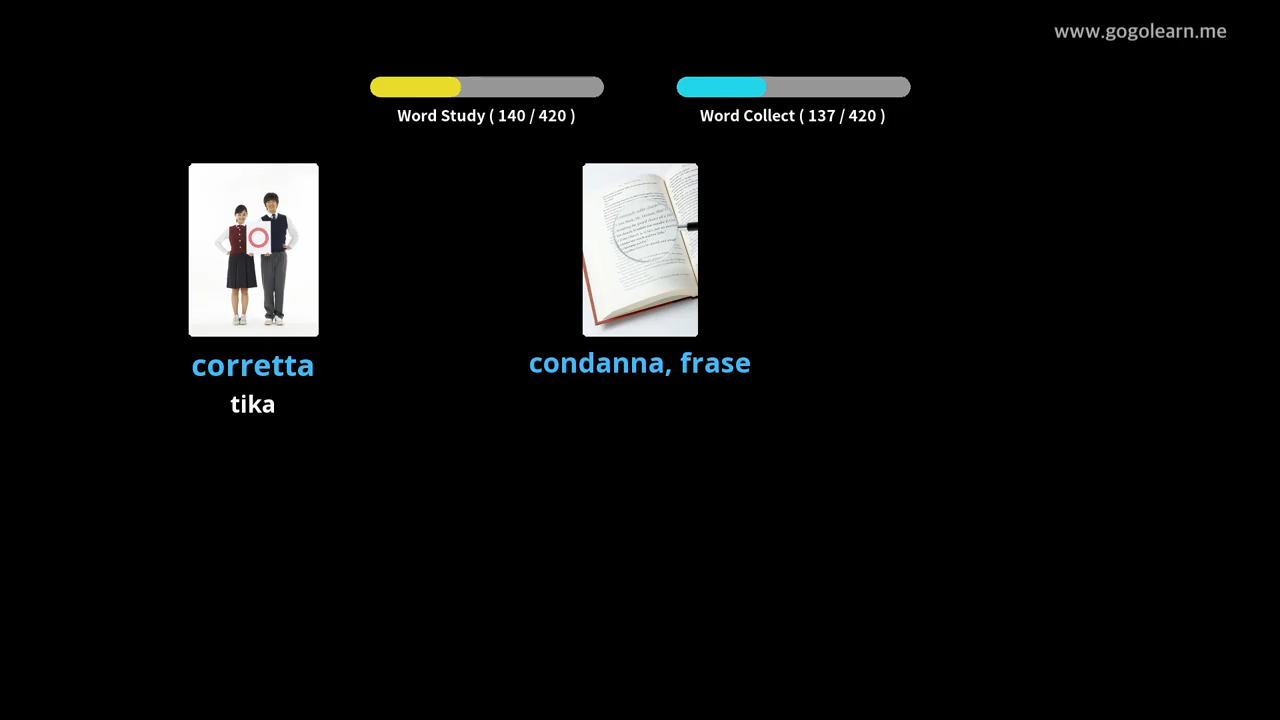 www.gogolearn.me
Word Study ( 140 / 420 )
Word Collect ( 137 / 420 )
corretta
tika
condanna, frase